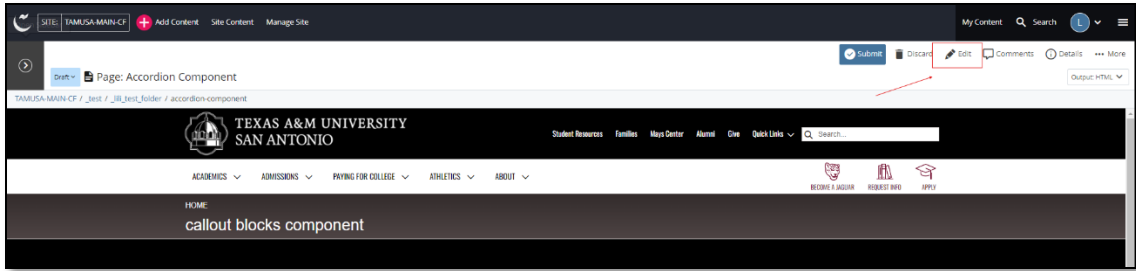 SITE: TAMUSA-MAIN-CF Add Content Site Content Manage Site My Content Search L
Submit Discard Edit Comments Details More
Draft Page: Accordion Component Output: HTML
TAMUSA-MAIN-CF / _test / _lili_test_folder / accordion-component
TEXAS A&M UNIVERSITY
SAN ANTONIO
Student Resources Families Mays Center Alumni Give Quick Links Search...
ACADEMICS ADMISSIONS PAYING FOR COLLEGE ATHLETICS ABOUT
BECOME A JAGUAR REQUEST INFO APPLY
HOME
callout blocks component